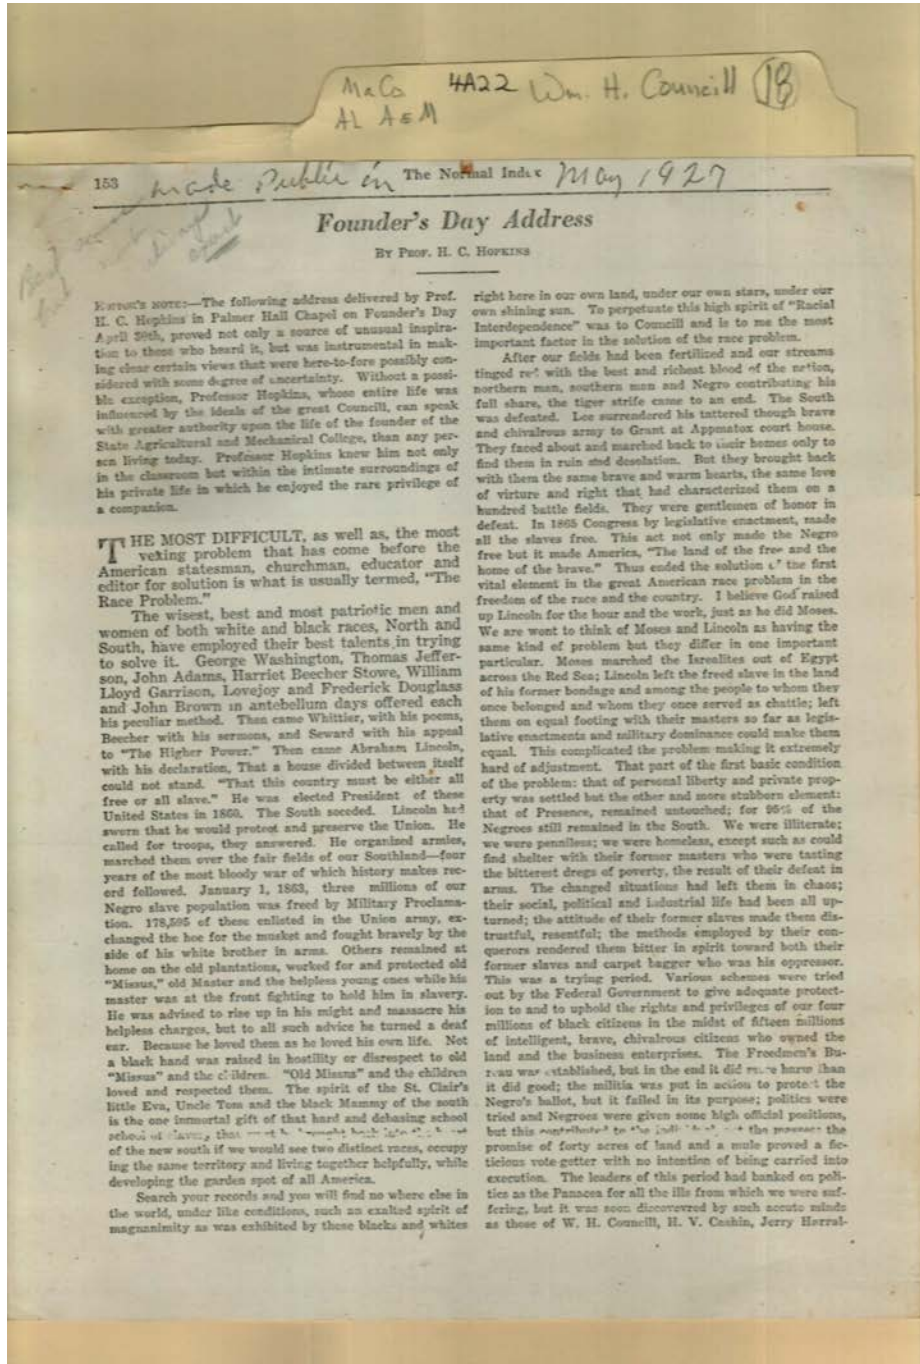 MaCo 4A22 Wm. H. Councill 18
AL A&M
153 made Public in The Normal Index May 1927
Founder's Day Address
BY PROF. H. C. HOPKINS
EDITOR'S NOTE:—The following address delivered by Prof.
H. C. Hopkins in Palmer Hall Chapel on Founder's Day
April 30th, proved not only a source of unusual inspira-
tion to those who heard it, but was instrumental in mak-
ing clear certain views that were here-to-fore possibly con-
sidered with some degree of uncertainty. Without a possi-
ble exception, Professor Hopkins, whose entire life was
influenced by the ideals of the great Councill, can speak
with greater authority upon the life of the founder of the
State Agricultural and Mechanical College, than any per-
son living today. Professor Hopkins knew him not only
in the classroom but within the intimate surroundings of
his private life in which he enjoyed the rare privilege of
a companion.
THE MOST DIFFICULT, as well as, the most
vexing problem that has come before the
American statesman, churchman, educator and
editor for solution is what is usually termed, "The
Race Problem."
The wisest, best and most patriotic men and
women of both white and black races, North and
South, have employed their best talents in trying
to solve it. George Washington, Thomas Jeffer-
son, John Adams, Harriet Beecher Stowe, William
Lloyd Garrison, Lovejoy and Frederick Douglass
and John Brown in antebellum days offered each
his peculiar method. Then came Whittier, with his poems,
Beecher with his sermons, and Seward with his appeal
to "The Higher Power." Then came Abraham Lincoln,
with his declaration, That a house divided between itself
could not stand. "That this country must be either all
free or all slave." He was elected President of these
United States in 1860. The South seceded. Lincoln had
sworn that he would protect and preserve the Union. He
called for troops, they answered. He organized armies,
marched them over the fair fields of our Southland—four
years of the most bloody war of which history makes rec-
ord followed. January 1, 1863, three millions of our
Negro slave population was freed by Military Proclama-
tion. 178,595 of these enlisted in the Union army, ex-
changed the hoe for the musket and fought bravely by the
side of his white brother in arms. Others remained at
home on the old plantations, worked for and protected old
"Missus," old Master and the helpless young ones while his
master was at the front fighting to hold him in slavery.
He was advised to rise up in his might and massacre his
helpless charges, but to all such advice he turned a deaf
ear. Because he loved them as he loved his own life. Not
a black hand was raised in hostility or disrespect to old
"Missus" and the children. "Old Missus" and the children
loved and respected them. The spirit of the St. Clair's
little Eva, Uncle Tom and the black Mammy of the south
is the one immortal gift of that hard and debasing school
school of slavery, that must be brought back into the
of the new south if we would see two distinct races, occupy
ing the same territory and living together helpfully, while
developing the garden spot of all America.
Search your records and you will find no where else in
the world, under like conditions, such an exalted spirit of
magnanimity as was exhibited by these blacks and whites
right here in our own land, under our own stars, under our
own shining sun. To perpetuate this high spirit of "Racial
Interdependence" was to Councill and is to me the most
important factor in the solution of the race problem.
After our fields had been fertilized and our streams
tinged red with the best and richest blood of the nation,
northern man, southern man and Negro contributing his
full share, the tiger strife came to an end. The South
was defeated. Lee surrendered his tattered though brave
and chivalrous army to Grant at Appmatox court house.
They faced about and marched back to their homes only to
find them in ruin and desolation. But they brought back
with them the same brave and warm hearts, the same love
of virture and right that had characterized them on a
hundred battle fields. They were gentlemen of honor in
defeat. In 1865 Congress by legislative enactment, made
all the slaves free. This act not only made the Negro
free but it made America, "The land of the free and the
home of the brave." Thus ended the solution of the first
vital element in the great American race problem in the
freedom of the race and the country. I believe God raised
up Lincoln for the hour and the work, just as he did Moses.
We are wont to think of Moses and Lincoln as having the
same kind of problem but they differ in one important
particular. Moses marched the Isrealites out of Egypt
across the Red Sea; Lincoln left the freed slave in the land
of his former bondage and among the people to whom they
once belonged and whom they once served as chattle; left
them on equal footing with their masters so far as legis-
lative enactments and military dominance could make them
equal. This complicated the problem making it extremely
hard of adjustment. That part of the first basic condition
of the problem: that of personal liberty and private prop-
erty was settled but the other and more stubborn element:
that of Presence, remained untouched; for 95% of the
Negroes still remained in the South. We were illiterate;
we were penniless; we were homeless, except such as could
find shelter with their former masters who were tasting
the bitterest dregs of poverty, the result of their defeat in
arms. The changed situations had left them in chaos;
their social, political and industrial life had been all up-
turned; the attitude of their former slaves made them dis-
trustful, resentful; the methods employed by their con-
querors rendered them bitter in spirit toward both their
former slaves and carpet bagger who was his oppressor.
This was a trying period. Various schemes were tried
out by the Federal Government to give adequate protect-
ion to and to uphold the rights and privileges of our four
millions of black citizens in the midst of fifteen millions
of intelligent, brave, chivalrous citizens who owned the
land and the business enterprises. The Freedmen's Bu-
reau was established, but in the end it did more harm than
it did good; the militia was put in action to protect the
Negro's ballot, but it failed in its purpose; politics were
tried and Negroes were given some high official positions,
but this contributed to the the
promise of forty acres of land and a mule proved a fic-
ticious vote-getter with no intention of being carried into
execution. The leaders of this period had banked on poli-
tics as the Panacea for all the ills from which we were suf-
fering, but it was soon discovevred by such accute minds
as those of W. H. Councill, H. V. Cashin, Jerry Harral-